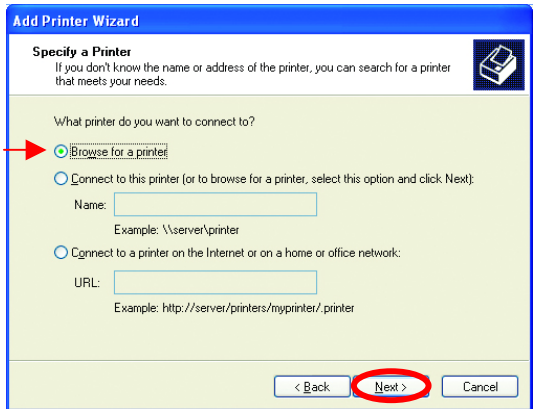 Add Printer Wizard
Specify a Printer
If you don't know the name or address of the printer, you can search for a printer
that meets your needs.
What printer do you want to connect to?
Browse for a printer
Connect to this printer (or to browse for a printer, select this option and click Next):
Name:
Example: \\server\printer
Connect to a printer on the Internet or on a home or office network:
URL:
Example: http://server/printers/myprinter/.printer
< Back Next > Cancel